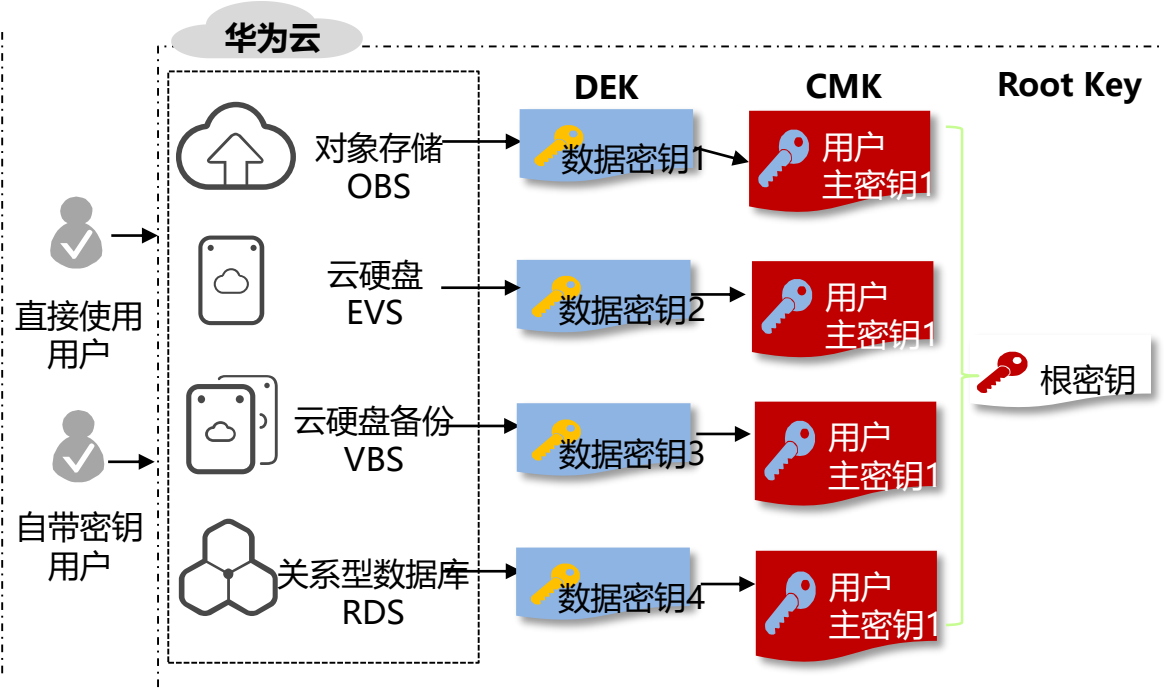 华为云
DEK
CMK
Root Key
对象存储
OBS
数据密钥1
用户
主密钥1
云硬盘
EVS
数据密钥2
用户
主密钥1
直接使用
用户
根密钥
云硬盘备份
VBS
数据密钥3
用户
主密钥1
自带密钥
用户
关系型数据库
RDS
数据密钥4
用户
主密钥1